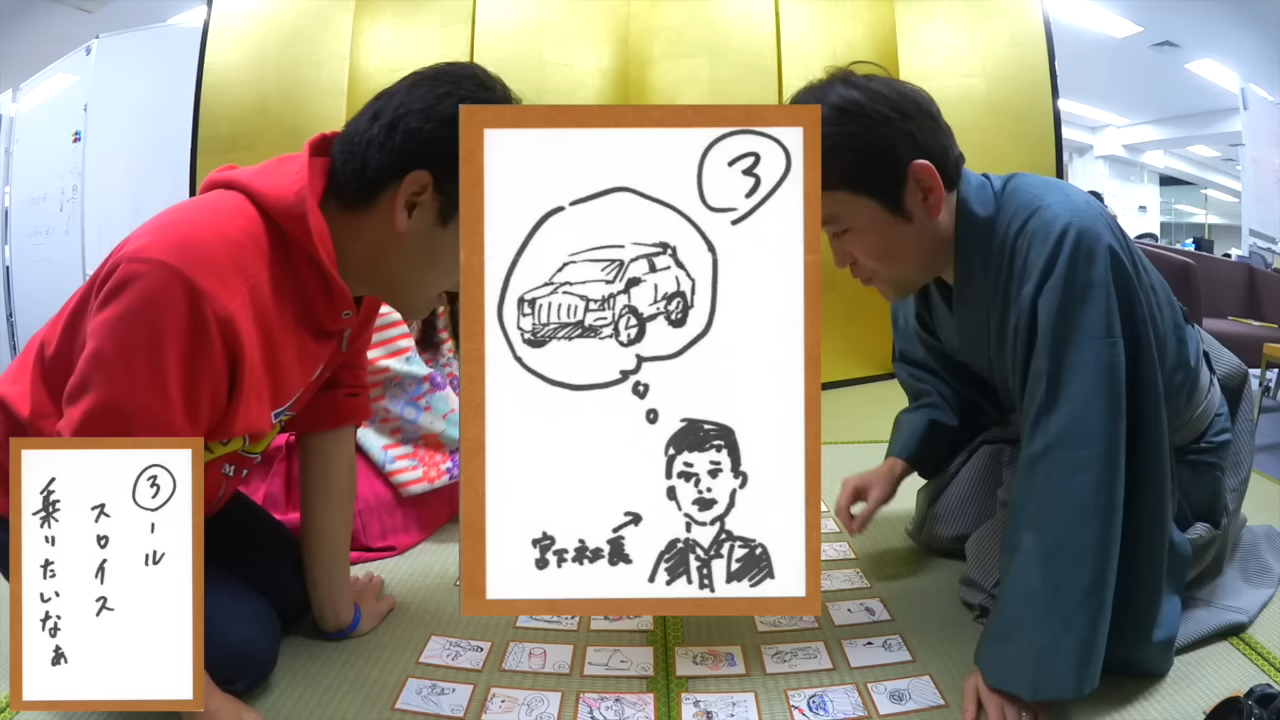 ③
宮下社長
③ール
スロイス
乗りたいなぁ